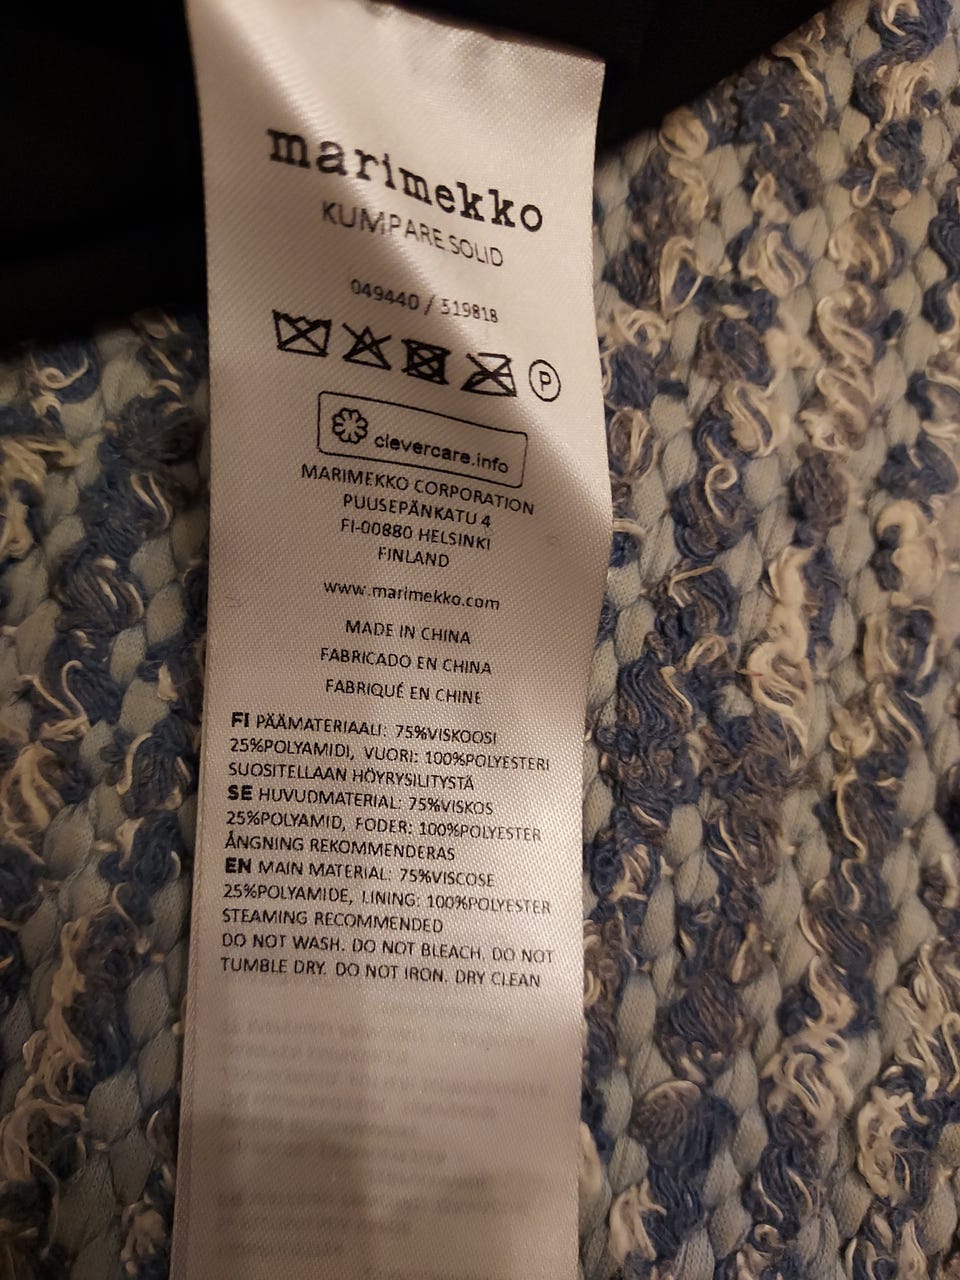 marimekko
KUMPARE SOLID
049440 / 519818
P
clevercare.info
MARIMEKKO CORPORATION
PUUSEPÄNKATU 4
FI-00880 HELSINKI
FINLAND
www.marimekko.com
MADE IN CHINA
FABRICADO EN CHINA
FABRIQUÉ EN CHINE
FI PÄÄMATERIAALI: 75%VISKOOSI
25%POLYAMIDI, VUORI: 100%POLYESTERI
SUOSITELLAAN HÖYRYSILITYSTÄ
SE HUVUDMATERIAL: 75%VISKOS
25%POLYAMID, FODER: 100%POLYESTER
ÅNGNING REKOMMENDERAS
EN MAIN MATERIAL: 75%VISCOSE
25%POLYAMIDE, LINING: 100%POLYESTER
STEAMING RECOMMENDED
DO NOT WASH. DO NOT BLEACH. DO NOT
TUMBLE DRY. DO NOT IRON. DRY CLEAN